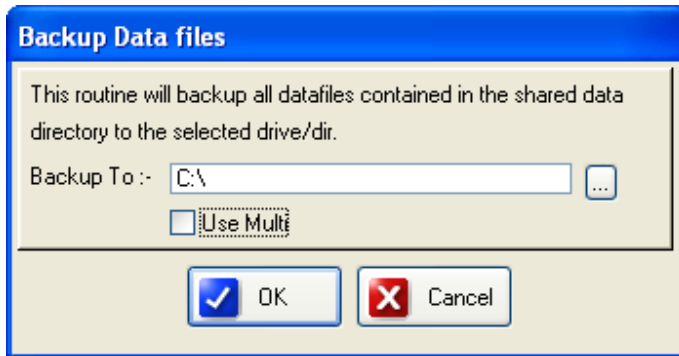 Backup Data files
This routine will backup all datafiles contained in the shared data
directory to the selected drive/dir.
Backup To :- C:\ ...
Use Multi
OK Cancel